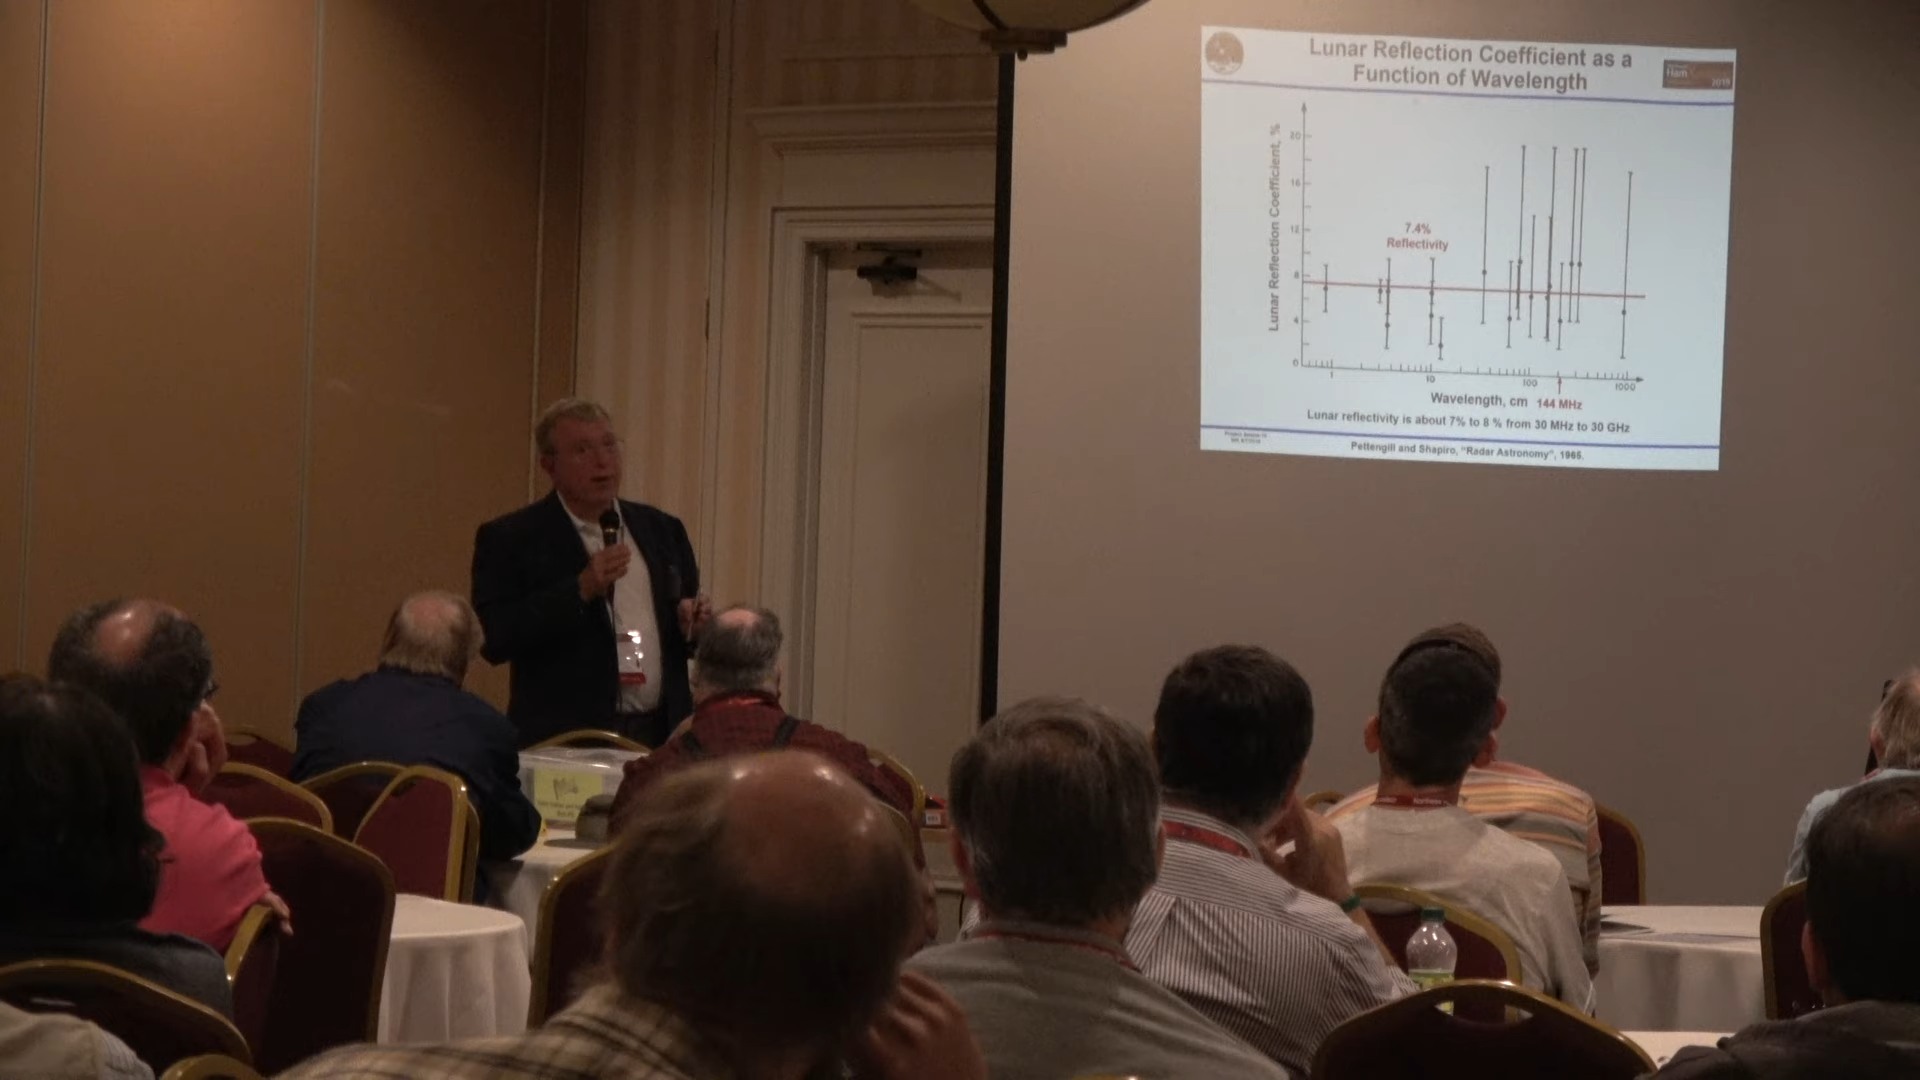 Lunar Reflection Coefficient as a
Function of Wavelength
Ham
2015
Lunar Reflection Coefficient, %
20
16
12
8
4
0
7.4%
Reflectivity
1
10
100
1000
Wavelength, cm
144 MHz
Lunar reflectivity is about 7% to 8 % from 30 MHz to 30 GHz
Pettengill and Shapiro, "Radar Astronomy", 1965.